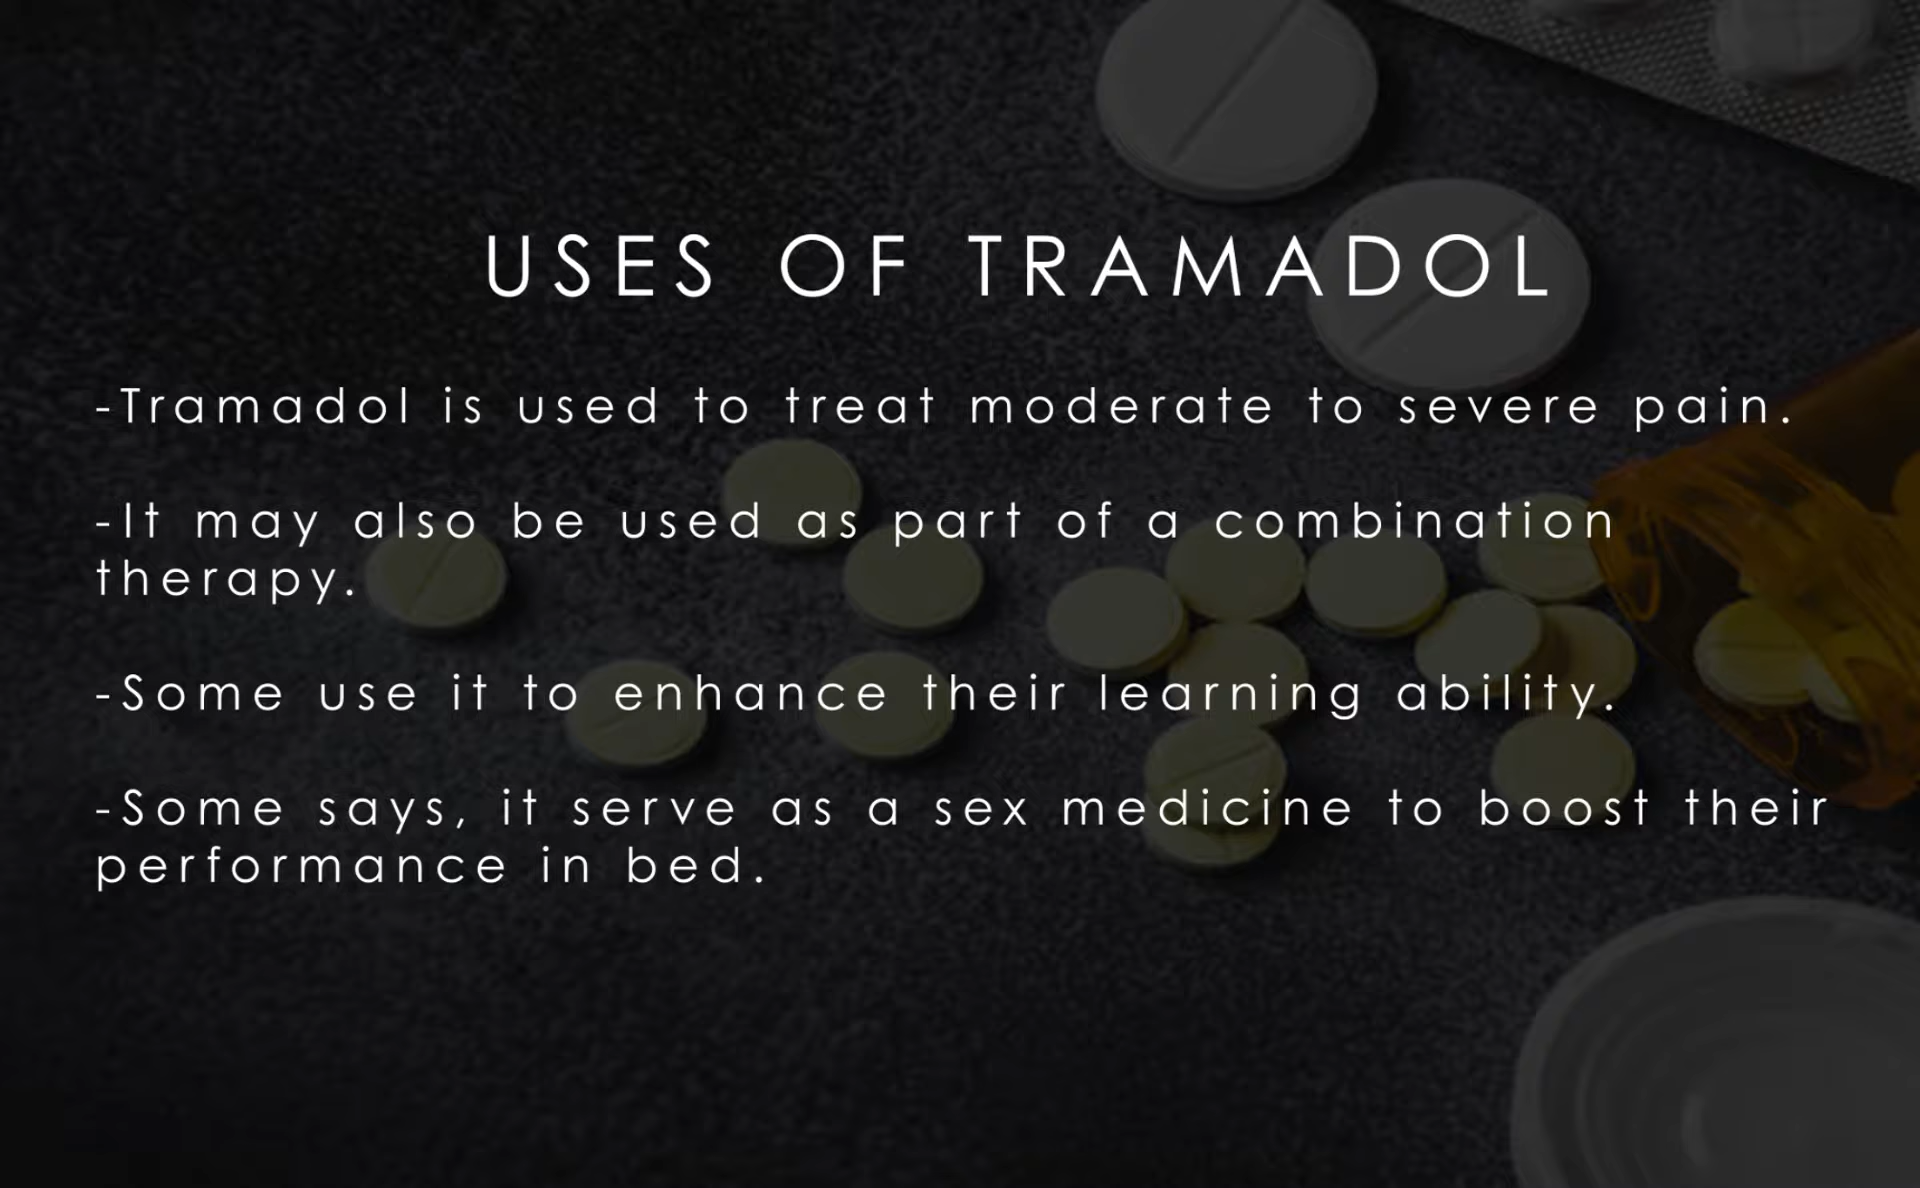 USES OF TRAMADOL
-Tramadol is used to treat moderate to severe pain.
-It may also be used as part of a combination
therapy.
-Some use it to enhance their learning ability.
-Some says, it serve as a sex medicine to boost their
performance in bed.